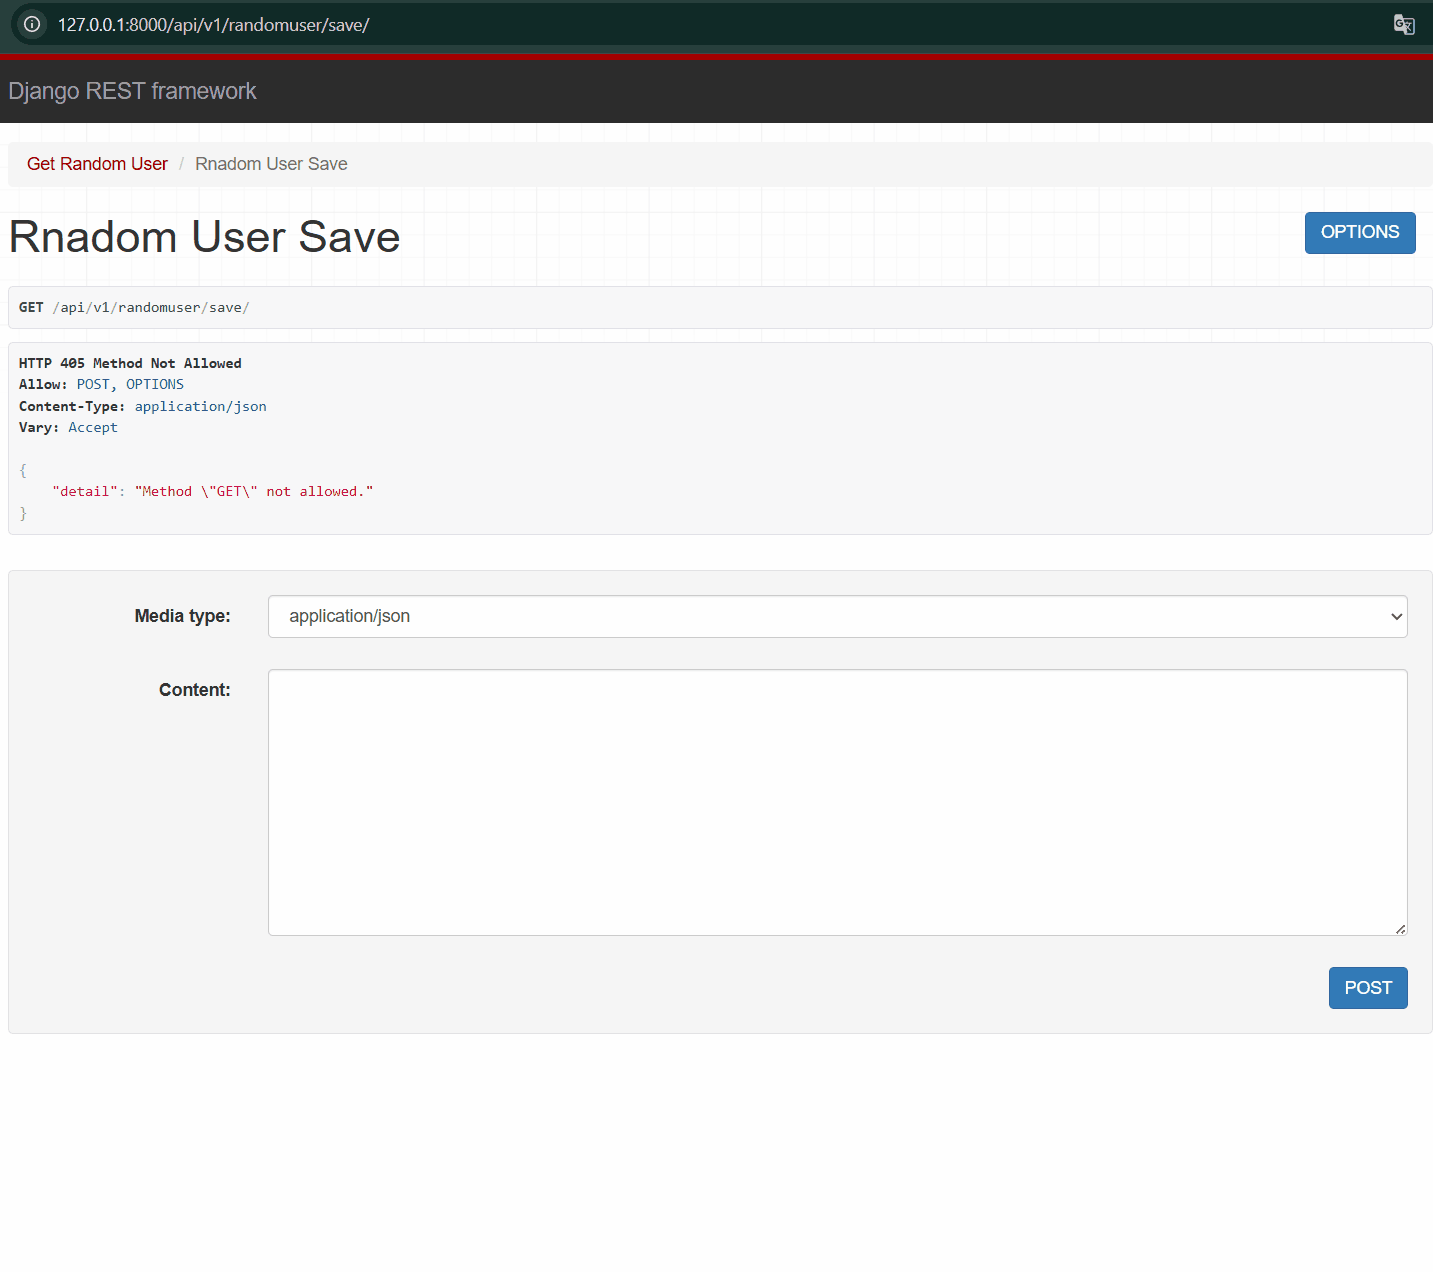 127.0.0.1:8000/api/v1/randomuser/save/
Django REST framework
Get Random User / Rnadom User Save
Rnadom User Save
OPTIONS
GET /api/v1/randomuser/save/
HTTP 405 Method Not Allowed
Allow: POST, OPTIONS
Content-Type: application/json
Vary: Accept
{
    "detail": "Method \"GET\" not allowed."
}
Media type:
application/json
Content:
POST